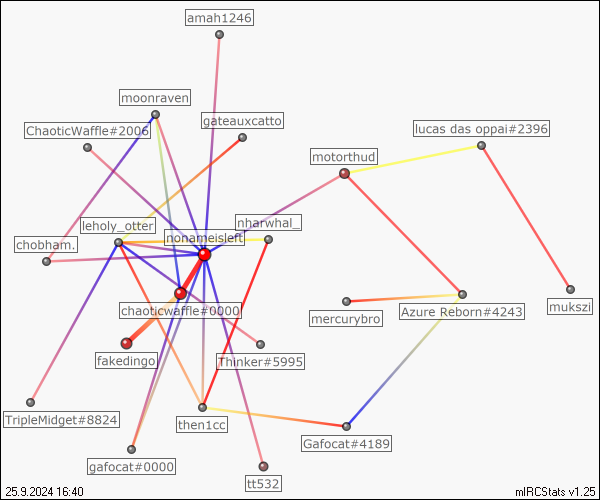 amah1246
moonraven
gateauxcatto
ChaoticWaffle#2006
lucas das oppai#2396
motorthud
leholy_otter
nharwhal_
nonameisleft
chobham.
chaoticwaffle#0000
mercurybro
Azure Reborn#4243
mukszi
fakedingo
Thinker#5995
TripleMidget#8824
then1cc
Gafocat#4189
gafocat#0000
tt532
25.9.2024 16:40
mIRCStats v1.25